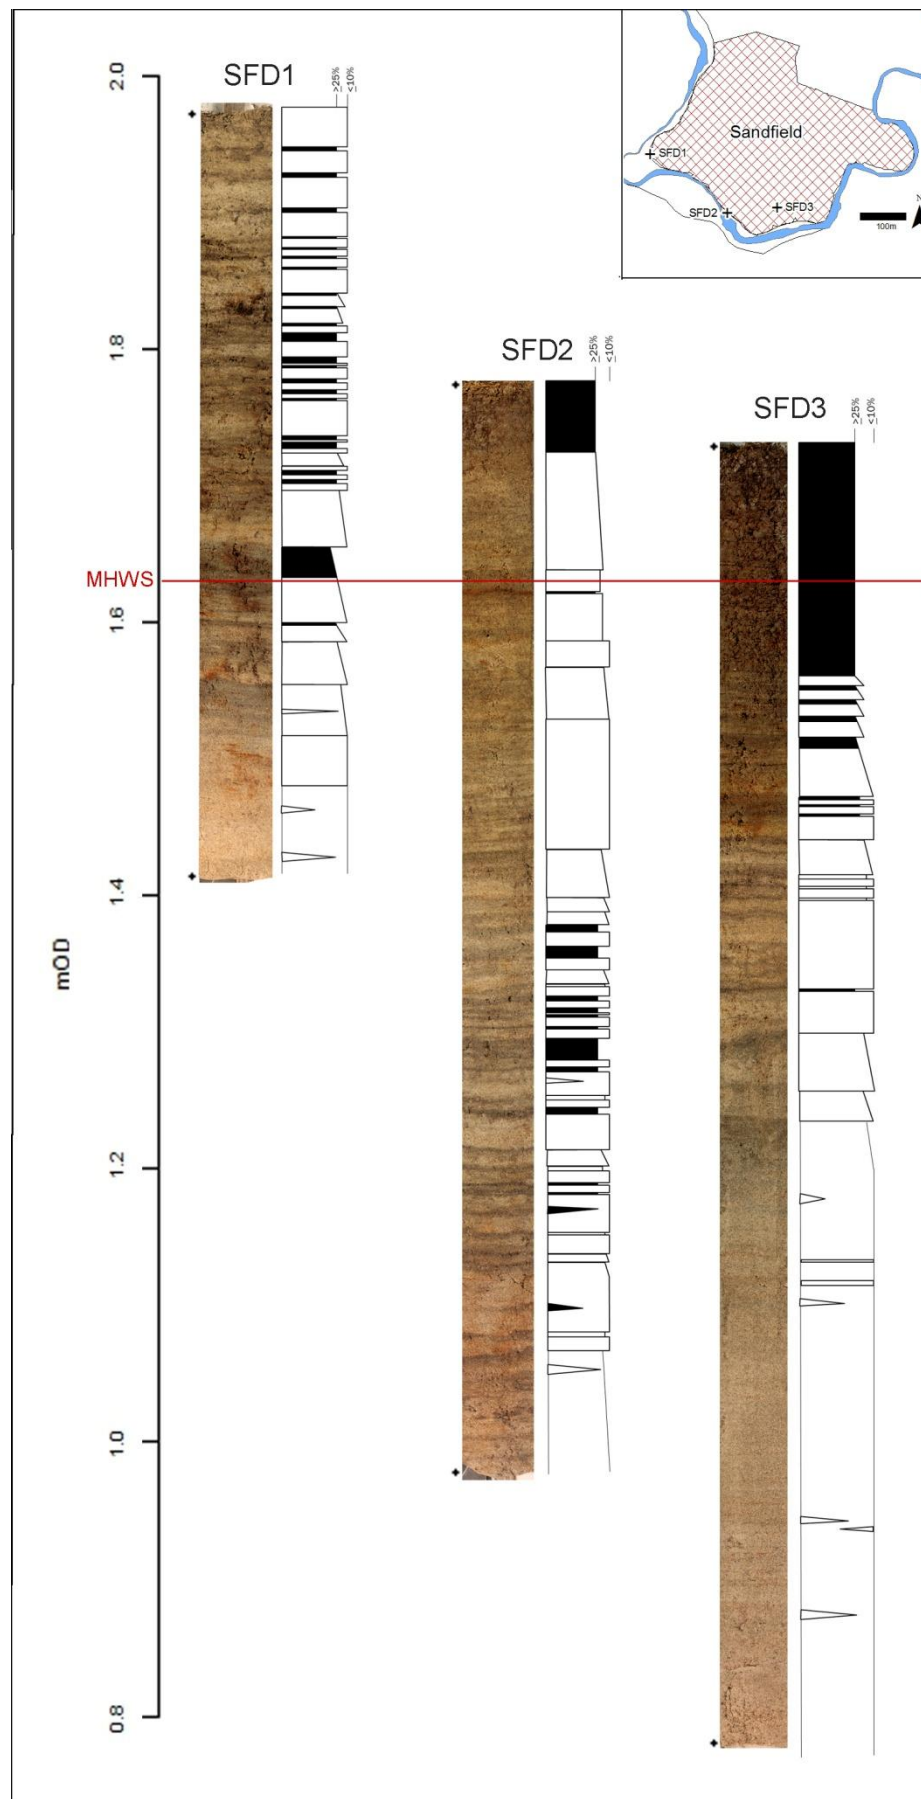 SFD1
≥25%
<10%
SFD2
≥25%
<10%
SFD3
≥25%
<10%
Sandfield
SFD1
SFD2
SFD3
100m
N
MHWS
mOD
2.0
1.8
1.6
1.4
1.2
1.0
0.8